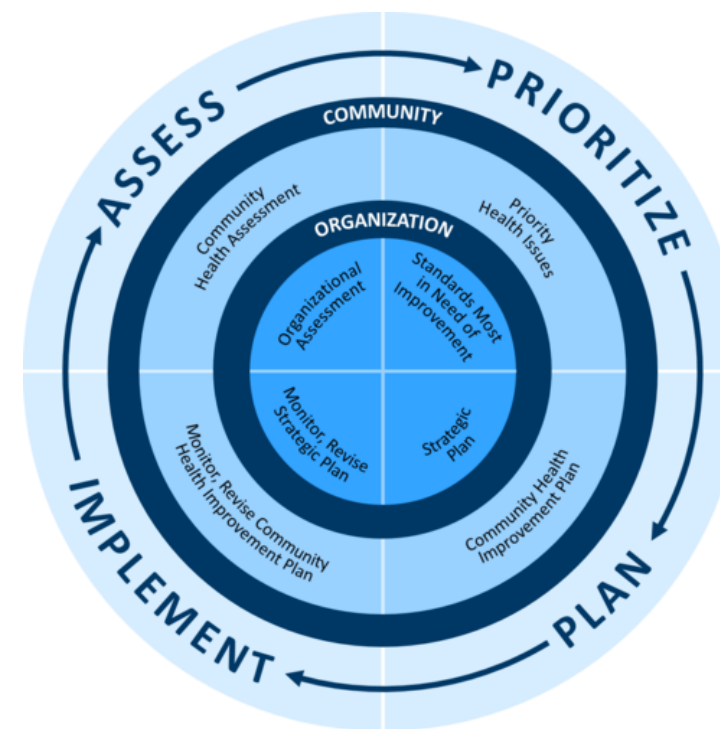 ASSESS
PRIORITIZE
COMMUNITY
Community
Health Assessment
Priority
Health Issues
ORGANIZATION
Organizational
Assessment
Standards Most
in Need of
Improvement
Monitor, Revise
Strategic Plan
Strategic
Plan
Monitor, Revise Community
Health Improvement Plan
Community Health
Improvement Plan
IMPLEMENT
PLAN